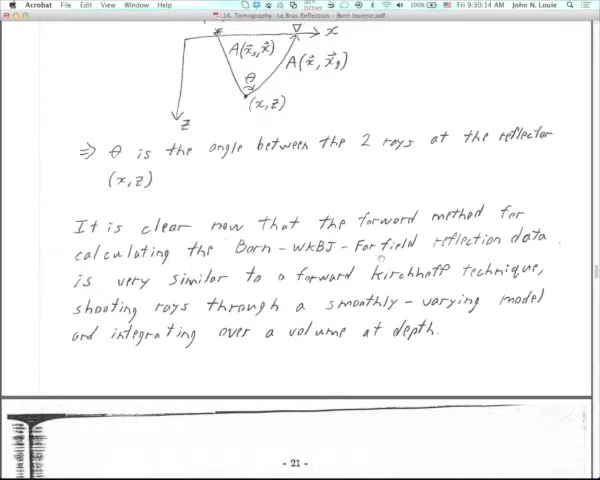 Acrobat File Edit View Window Help
100% Fri 9:30:14 AM John N. Louie
14. Tomography - Le Bras Reflection - Born Inverse.pdf
x
A(x⃗s, x⃗) A(x⃗, x⃗g)
θ
(x, z)
z
⇒ θ is the angle between the 2 rays at the reflector
(x, z)
It is clear now that the forward method for
calculating the Born-WKBJ-Farfield reflection data
is very similar to a forward Kirchhoff technique,
shooting rays through a smoothly-varying model
and integrating over a volume at depth.
- 21 -